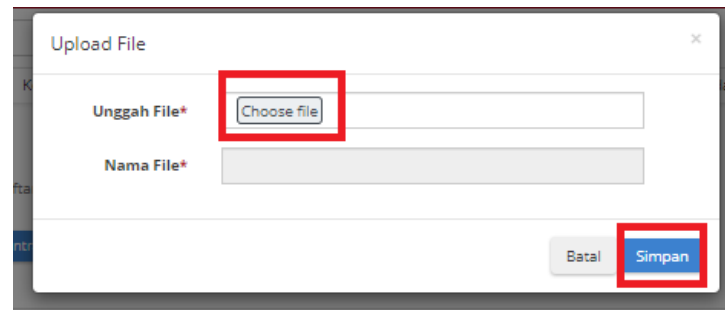 Upload File
×
Unggah File*
Choose file
Nama File*
Batal
Simpan